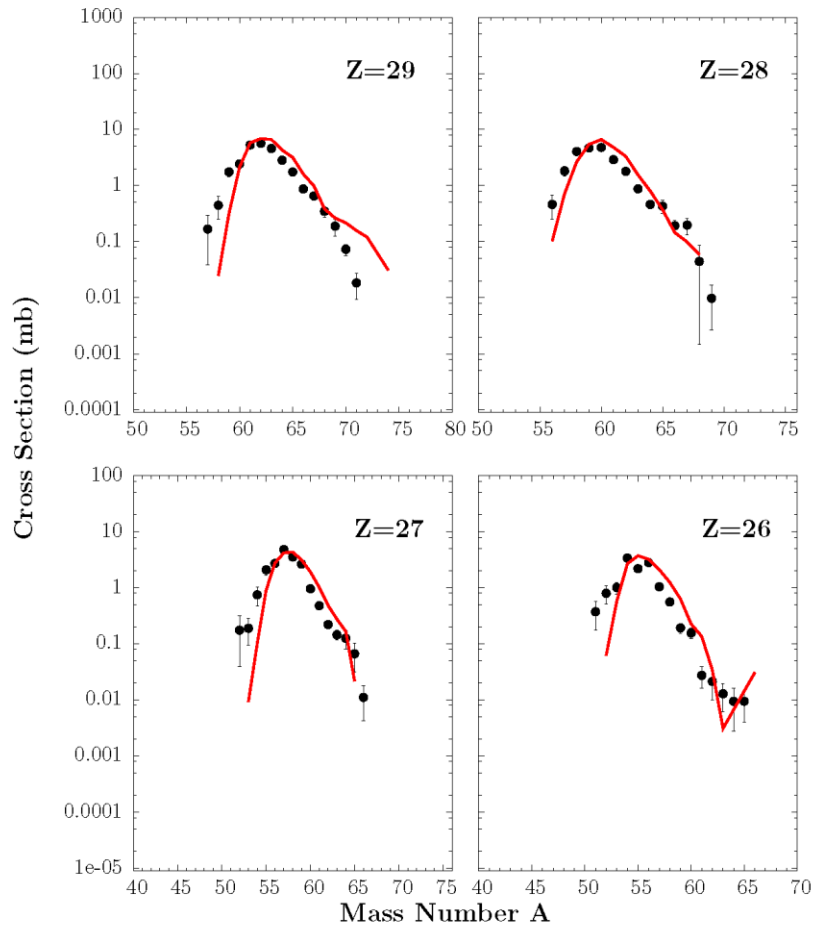 1000
100
10
1
0.1
0.01
0.001
0.0001
Z=29
Z=28
50 55 60 65 70 75 80
50 55 60 65 70 75
Cross Section (mb)
100
10
1
0.1
0.01
0.001
0.0001
1e-05
Z=27
Z=26
40 45 50 55 60 65 70 75
40 45 50 55 60 65 70
Mass Number A